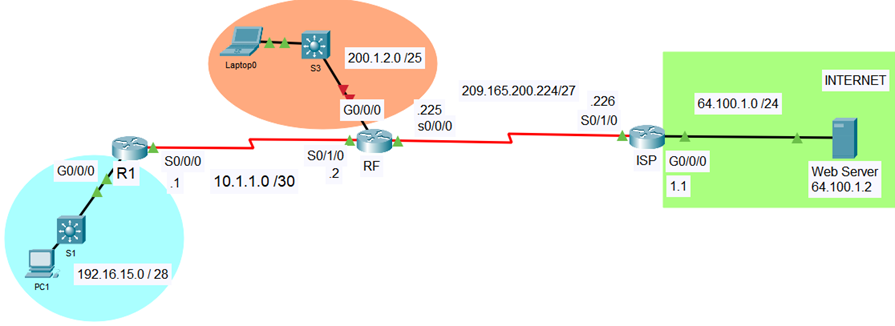 Laptop0
S3
200.1.2.0 /25
G0/0/0
.225
s0/0/0
209.165.200.224/27
.226
S0/1/0
INTERNET
64.100.1.0 /24
ISP
G0/0/0
1.1
Web Server
64.100.1.2
G0/0/0
R1
S0/0/0
.1
10.1.1.0 /30
S0/1/0
.2
RF
S1
PC1
192.16.15.0 / 28